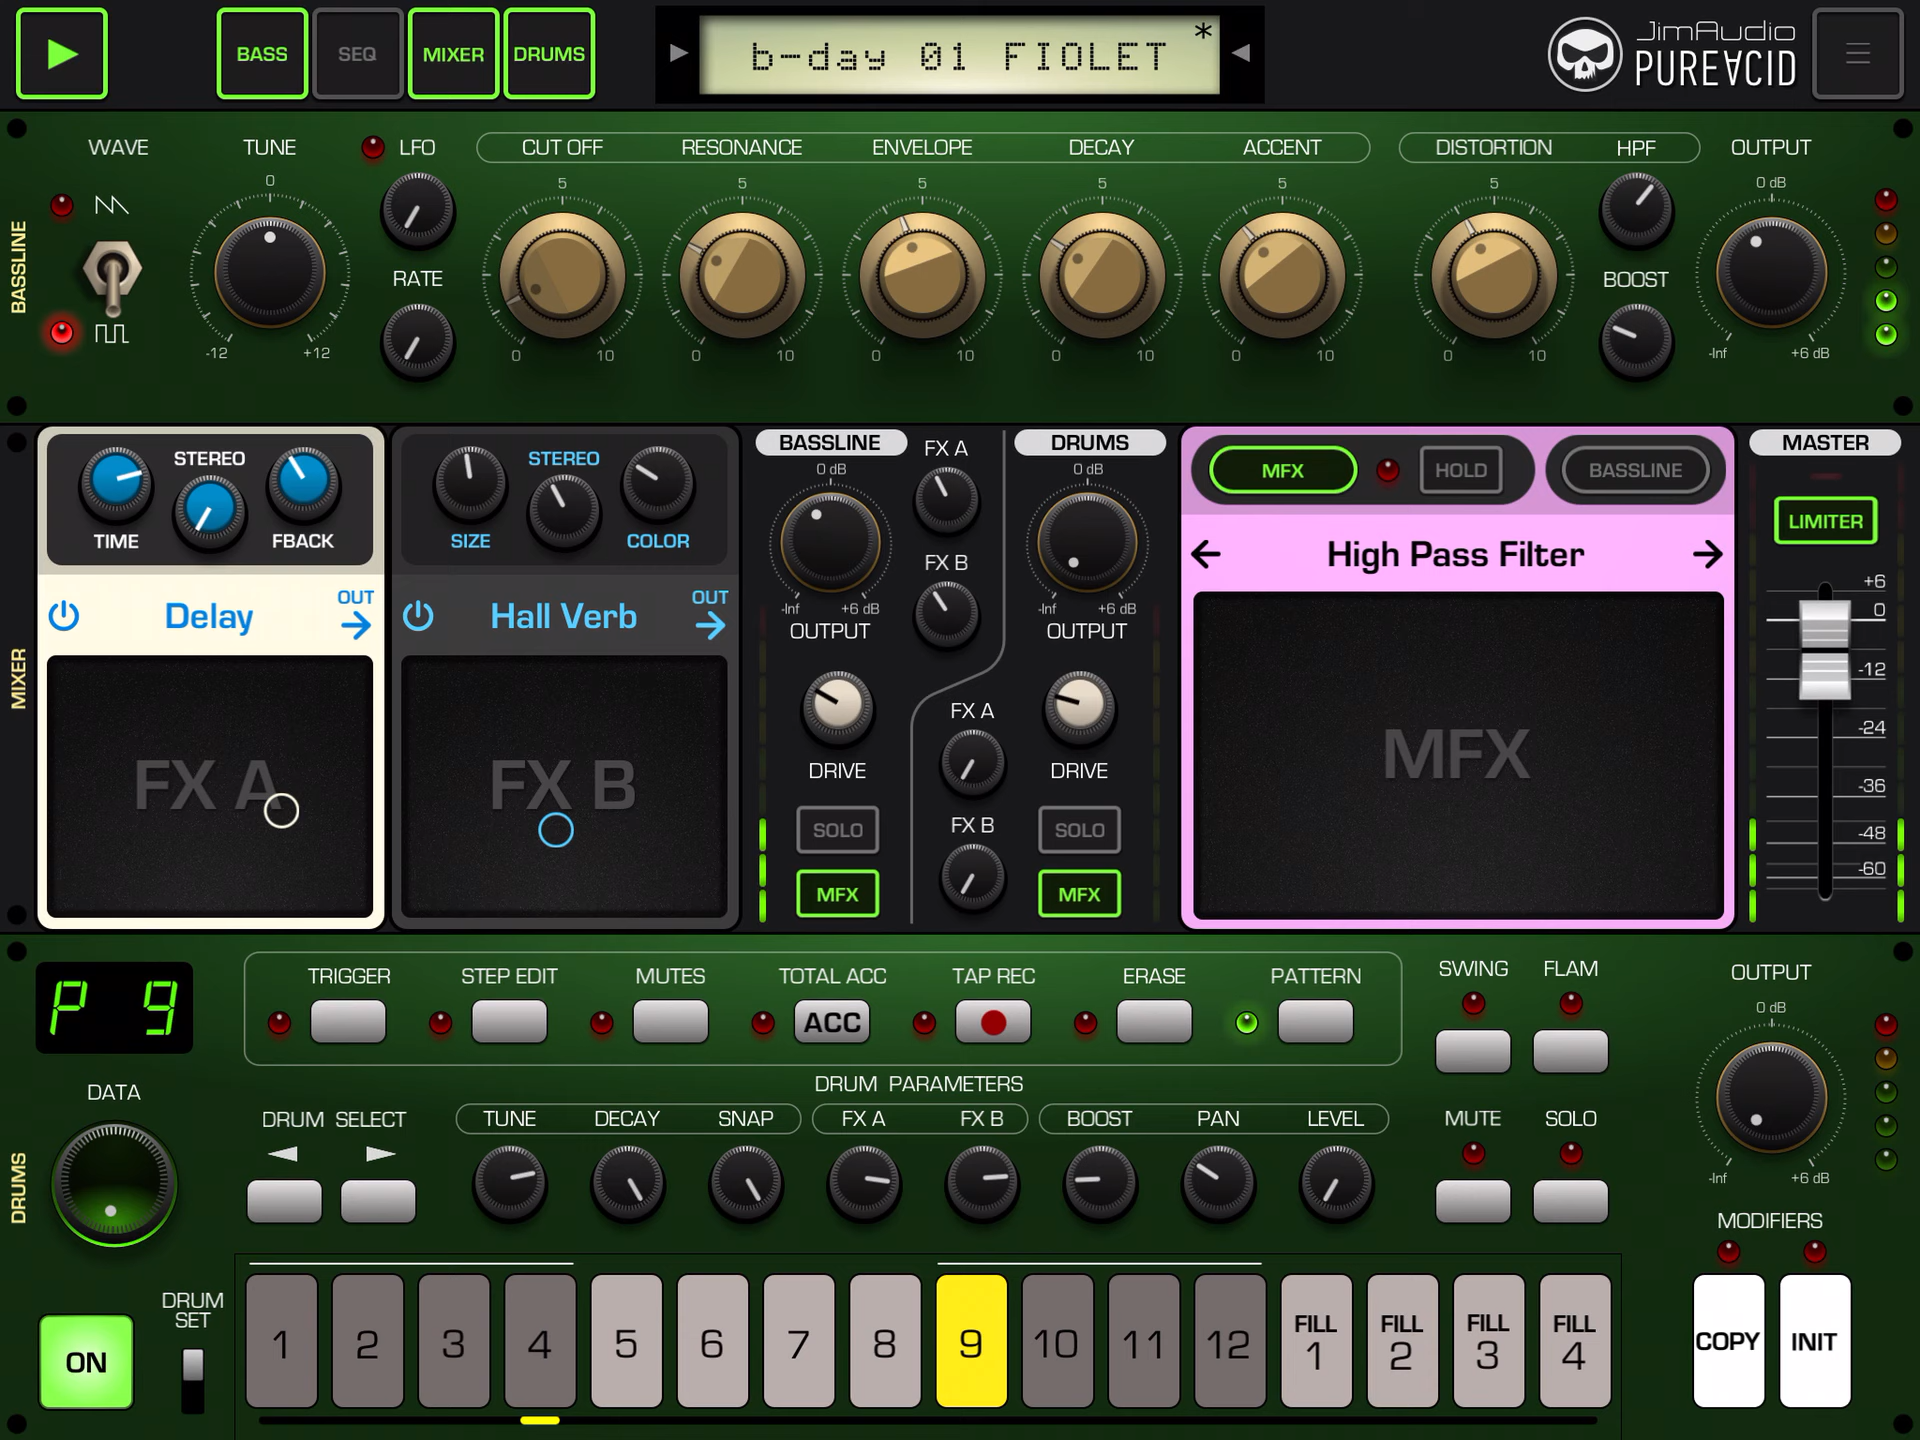 BASS SEQ MIXER DRUMS
b-day 01 FIOLET *
JimAudio
PURE∀CID
BASSLINE
WAVE TUNE LFO CUT OFF RESONANCE ENVELOPE DECAY ACCENT DISTORTION HPF OUTPUT
0 5 5 5 5 5 5 0 dB
RATE BOOST
-12 +12 0 10 0 10 0 10 0 10 0 10 0 10 -Inf +6 dB
MIXER
STEREO
TIME FBACK
Delay OUT
FX A
STEREO
SIZE COLOR
Hall Verb OUT
FX B
BASSLINE
0 dB
-Inf +6 dB
OUTPUT
DRIVE
SOLO
MFX
FX A
FX B
DRUMS
0 dB
-Inf +6 dB
OUTPUT
FX A
DRIVE
FX B
SOLO
MFX
MFX HOLD BASSLINE
High Pass Filter
MFX
MASTER
LIMITER
+6
0
-12
-24
-36
-48
-60
DRUMS
P 9
TRIGGER STEP EDIT MUTES TOTAL ACC TAP REC ERASE PATTERN
ACC
SWING FLAM
OUTPUT
0 dB
-Inf +6 dB
DATA
DRUM SELECT
DRUM PARAMETERS
TUNE DECAY SNAP FX A FX B BOOST PAN LEVEL
MUTE SOLO
MODIFIERS
ON
DRUM
SET
1 2 3 4 5 6 7 8 9 10 11 12 FILL 1 FILL 2 FILL 3 FILL 4
COPY INIT